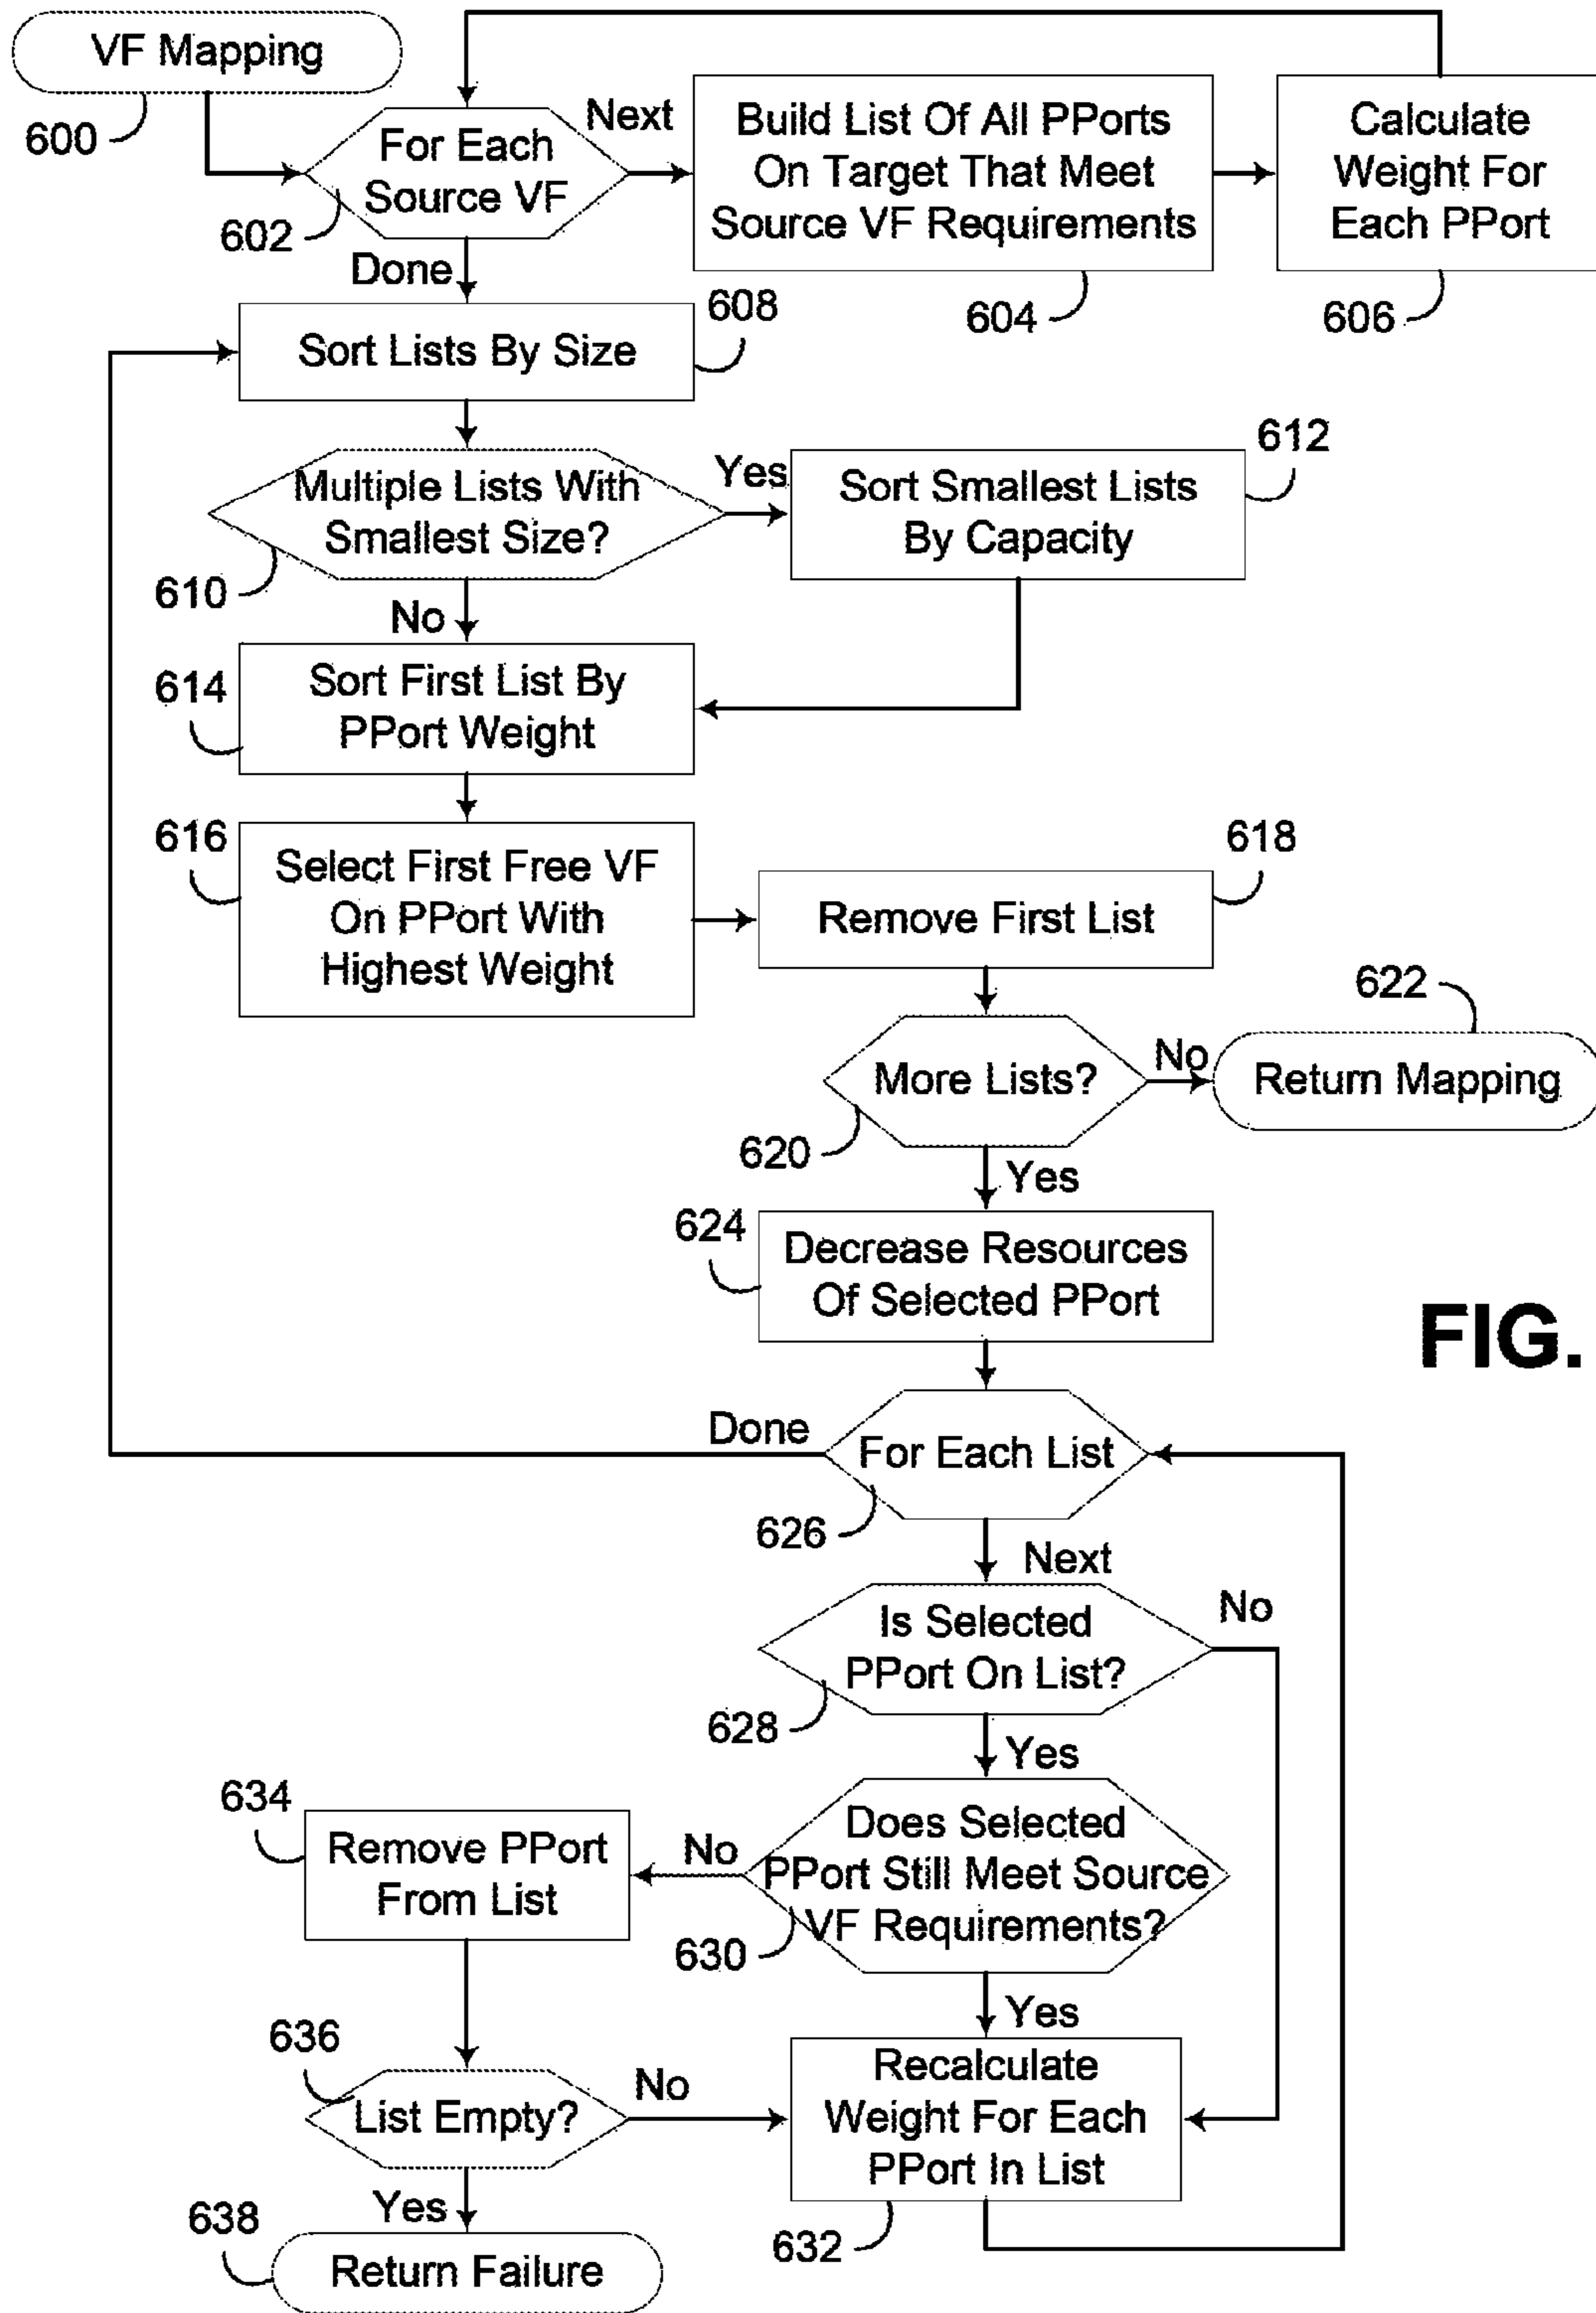 VF Mapping
600
For Each
Source VF
602
Next
Build List Of All PPorts
On Target That Meet
Source VF Requirements
604
Calculate
Weight For
Each PPort
606
Done
Sort Lists By Size
608
Multiple Lists With
Smallest Size?
610
Yes
Sort Smallest Lists
By Capacity
612
No
Sort First List By
PPort Weight
614
616
Select First Free VF
On PPort With
Highest Weight
Remove First List
618
More Lists?
620
No
Return Mapping
622
Yes
624
Decrease Resources
Of Selected PPort
FIG.
Done
For Each List
626
Next
Is Selected
PPort On List?
628
No
Yes
Does Selected
PPort Still Meet Source
VF Requirements?
630
No
634
Remove PPort
From List
Yes
636
List Empty?
No
Recalculate
Weight For Each
PPort In List
632
Yes
638
Return Failure